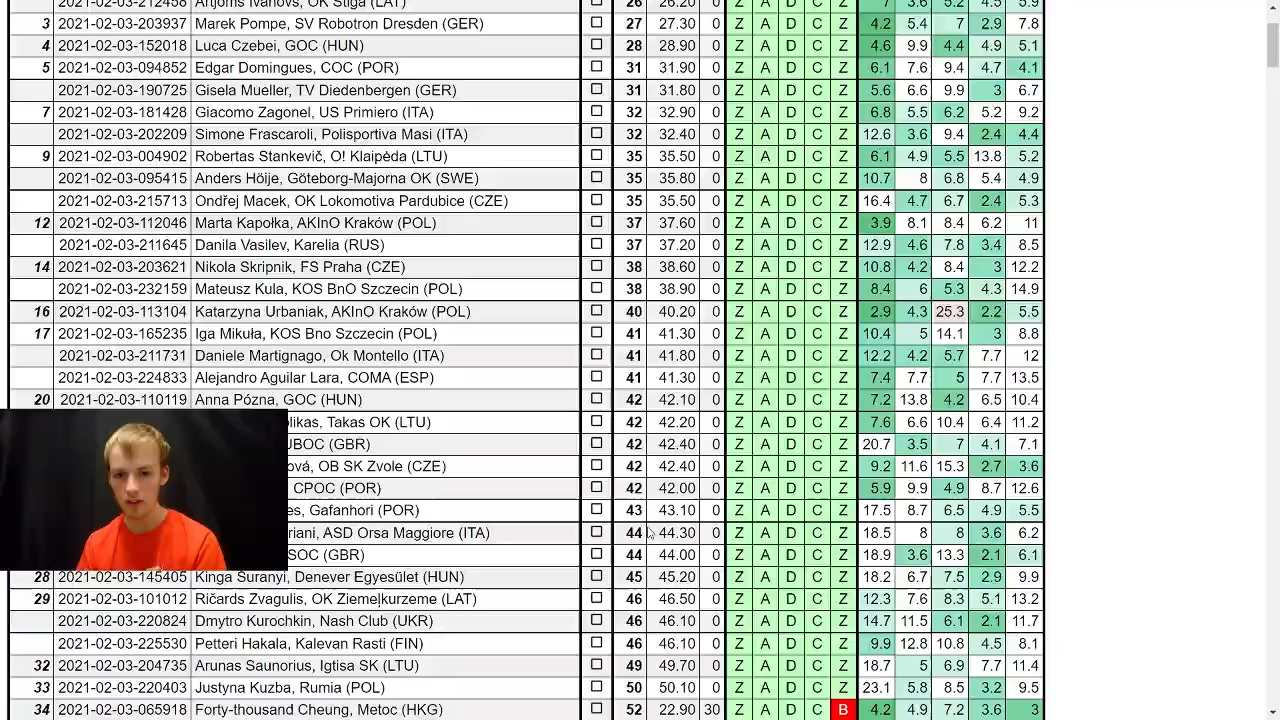 2021-02-03-212458 Artjoms Ivanovs, OK Stiga (LAT) 26 26.20 0 Z A D C Z 7 3.6 5.2 4.5 5.9
3 2021-02-03-203937 Marek Pompe, SV Robotron Dresden (GER) 27 27.30 0 Z A D C Z 4.2 5.4 7 2.9 7.8
4 2021-02-03-152018 Luca Czebei, GOC (HUN) 28 28.90 0 Z A D C Z 4.6 9.9 4.4 4.9 5.1
5 2021-02-03-094852 Edgar Domingues, COC (POR) 31 31.90 0 Z A D C Z 6.1 7.6 9.4 4.7 4.1
2021-02-03-190725 Gisela Mueller, TV Diedenbergen (GER) 31 31.80 0 Z A D C Z 5.6 6.6 9.9 3 6.7
7 2021-02-03-181428 Giacomo Zagonel, US Primiero (ITA) 32 32.90 0 Z A D C Z 6.8 5.5 6.2 5.2 9.2
2021-02-03-202209 Simone Frascaroli, Polisportiva Masi (ITA) 32 32.40 0 Z A D C Z 12.6 3.6 9.4 2.4 4.4
9 2021-02-03-004902 Robertas Stankevič, O! Klaipėda (LTU) 35 35.50 0 Z A D C Z 6.1 4.9 5.5 13.8 5.2
2021-02-03-095415 Anders Höije, Göteborg-Majorna OK (SWE) 35 35.80 0 Z A D C Z 10.7 8 6.8 5.4 4.9
2021-02-03-215713 Ondřej Macek, OK Lokomotiva Pardubice (CZE) 35 35.50 0 Z A D C Z 16.4 4.7 6.7 2.4 5.3
12 2021-02-03-112046 Marta Kapołka, AKInO Kraków (POL) 37 37.60 0 Z A D C Z 3.9 8.1 8.4 6.2 11
2021-02-03-211645 Danila Vasilev, Karelia (RUS) 37 37.20 0 Z A D C Z 12.9 4.6 7.8 3.4 8.5
14 2021-02-03-203621 Nikola Skripnik, FS Praha (CZE) 38 38.60 0 Z A D C Z 10.8 4.2 8.4 3 12.2
2021-02-03-232159 Mateusz Kula, KOS BnO Szczecin (POL) 38 38.90 0 Z A D C Z 8.4 6 5.3 4.3 14.9
16 2021-02-03-113104 Katarzyna Urbaniak, AKInO Kraków (POL) 40 40.20 0 Z A D C Z 2.9 4.3 25.3 2.2 5.5
17 2021-02-03-165235 Iga Mikuła, KOS Bno Szczecin (POL) 41 41.30 0 Z A D C Z 10.4 5 14.1 3 8.8
2021-02-03-211731 Daniele Martignago, Ok Montello (ITA) 41 41.80 0 Z A D C Z 12.2 4.2 5.7 7.7 12
2021-02-03-224833 Alejandro Aguilar Lara, COMA (ESP) 41 41.30 0 Z A D C Z 7.4 7.7 5 7.7 13.5
20 2021-02-03-110119 Anna Pózna, GOC (HUN) 42 42.10 0 Z A D C Z 7.2 13.8 4.2 6.5 10.4
likas, Takas OK (LTU) 42 42.20 0 Z A D C Z 7.6 6.6 10.4 6.4 11.2
UBOC (GBR) 42 42.40 0 Z A D C Z 20.7 3.5 7 4.1 7.1
ová, OB SK Zvole (CZE) 42 42.40 0 Z A D C Z 9.2 11.6 15.3 2.7 3.6
CPOC (POR) 42 42.00 0 Z A D C Z 5.9 9.9 4.9 8.7 12.6
es, Gafanhori (POR) 43 43.10 0 Z A D C Z 17.5 8.7 6.5 4.9 5.5
riani, ASD Orsa Maggiore (ITA) 44 44.30 0 Z A D C Z 18.5 8 8 3.6 6.2
SOC (GBR) 44 44.00 0 Z A D C Z 18.9 3.6 13.3 2.1 6.1
28 2021-02-03-145405 Kinga Surányi, Denever Egyesület (HUN) 45 45.20 0 Z A D C Z 18.2 6.7 7.5 2.9 9.9
29 2021-02-03-101012 Ričards Zvagulis, OK Ziemeļkurzeme (LAT) 46 46.50 0 Z A D C Z 12.3 7.6 8.3 5.1 13.2
2021-02-03-220824 Dmytro Kurochkin, Nash Club (UKR) 46 46.10 0 Z A D C Z 14.7 11.5 6.1 2.1 11.7
2021-02-03-225530 Petteri Hakala, Kalevan Rasti (FIN) 46 46.10 0 Z A D C Z 9.9 12.8 10.8 4.5 8.1
32 2021-02-03-204735 Arunas Saunorius, Igtisa SK (LTU) 49 49.70 0 Z A D C Z 18.7 5 6.9 7.7 11.4
33 2021-02-03-220403 Justyna Kuzba, Rumia (POL) 50 50.10 0 Z A D C Z 23.1 5.8 8.5 3.2 9.5
34 2021-02-03-065918 Forty-thousand Cheung, Metoc (HKG) 52 22.90 30 Z A D C B 4.2 4.9 7.2 3.6 3